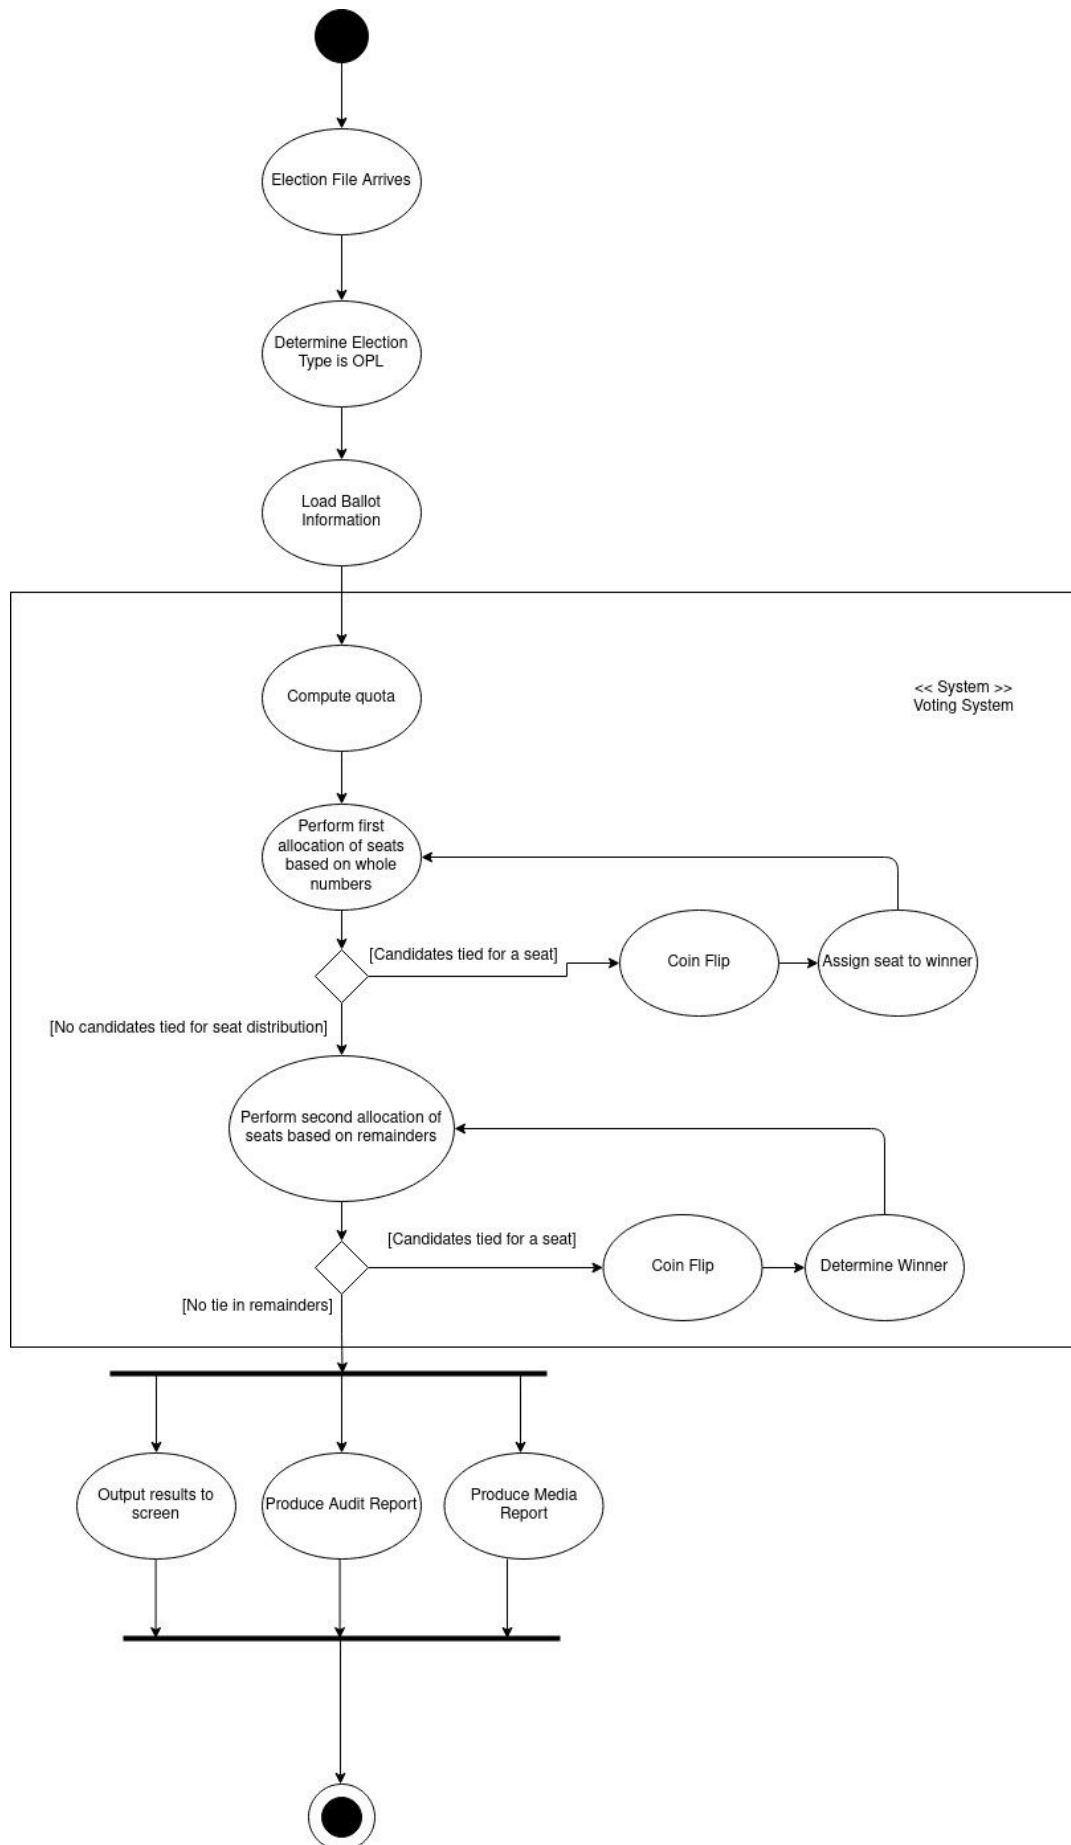 Election File Arrives
Determine Election
Type is OPL
Load Ballot
Information
Compute quota
<< System >>
Voting System
Perform first
allocation of seats
based on whole
numbers
[Candidates tied for a seat]
Coin Flip
Assign seat to winner
[No candidates tied for seat distribution]
Perform second allocation of
seats based on remainders
[Candidates tied for a seat]
Coin Flip
Determine Winner
[No tie in remainders]
Output results to
screen
Produce Audit Report
Produce Media
Report